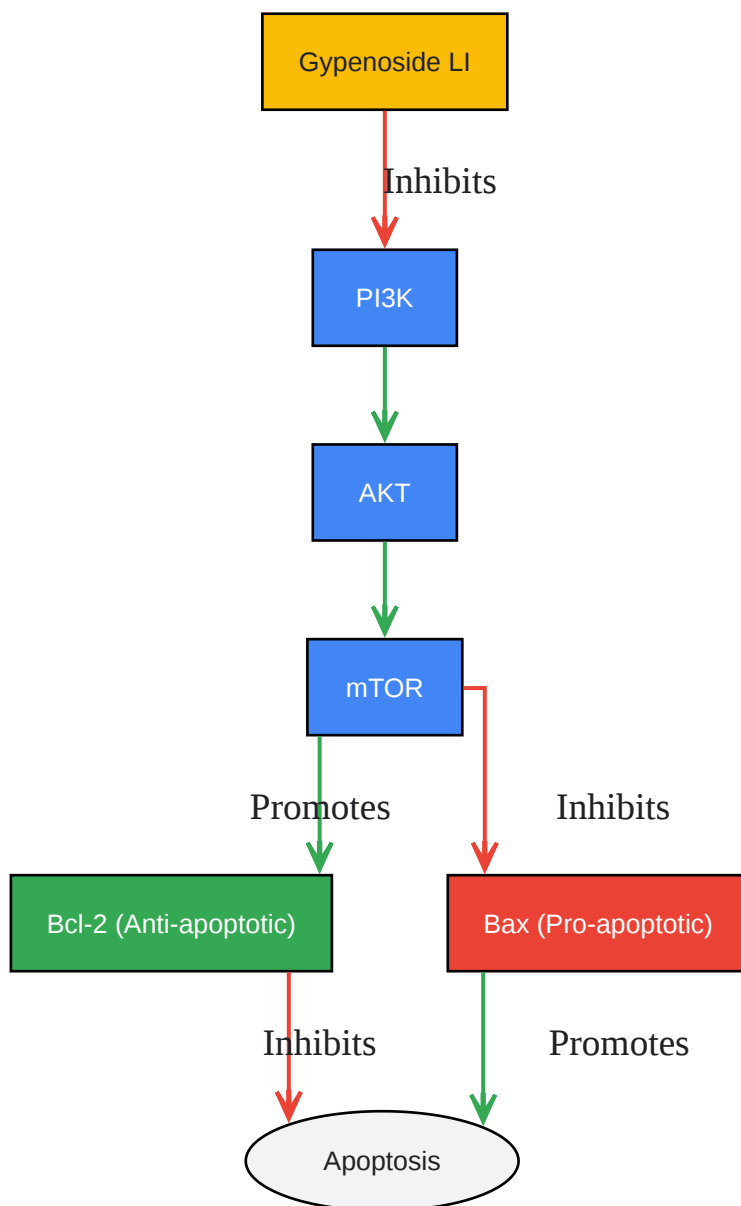 Gypenoside LI
Inhibits
PI3K
AKT
mTOR
Promotes
Inhibits
Bcl-2 (Anti-apoptotic)
Bax (Pro-apoptotic)
Inhibits
Promotes
Apoptosis